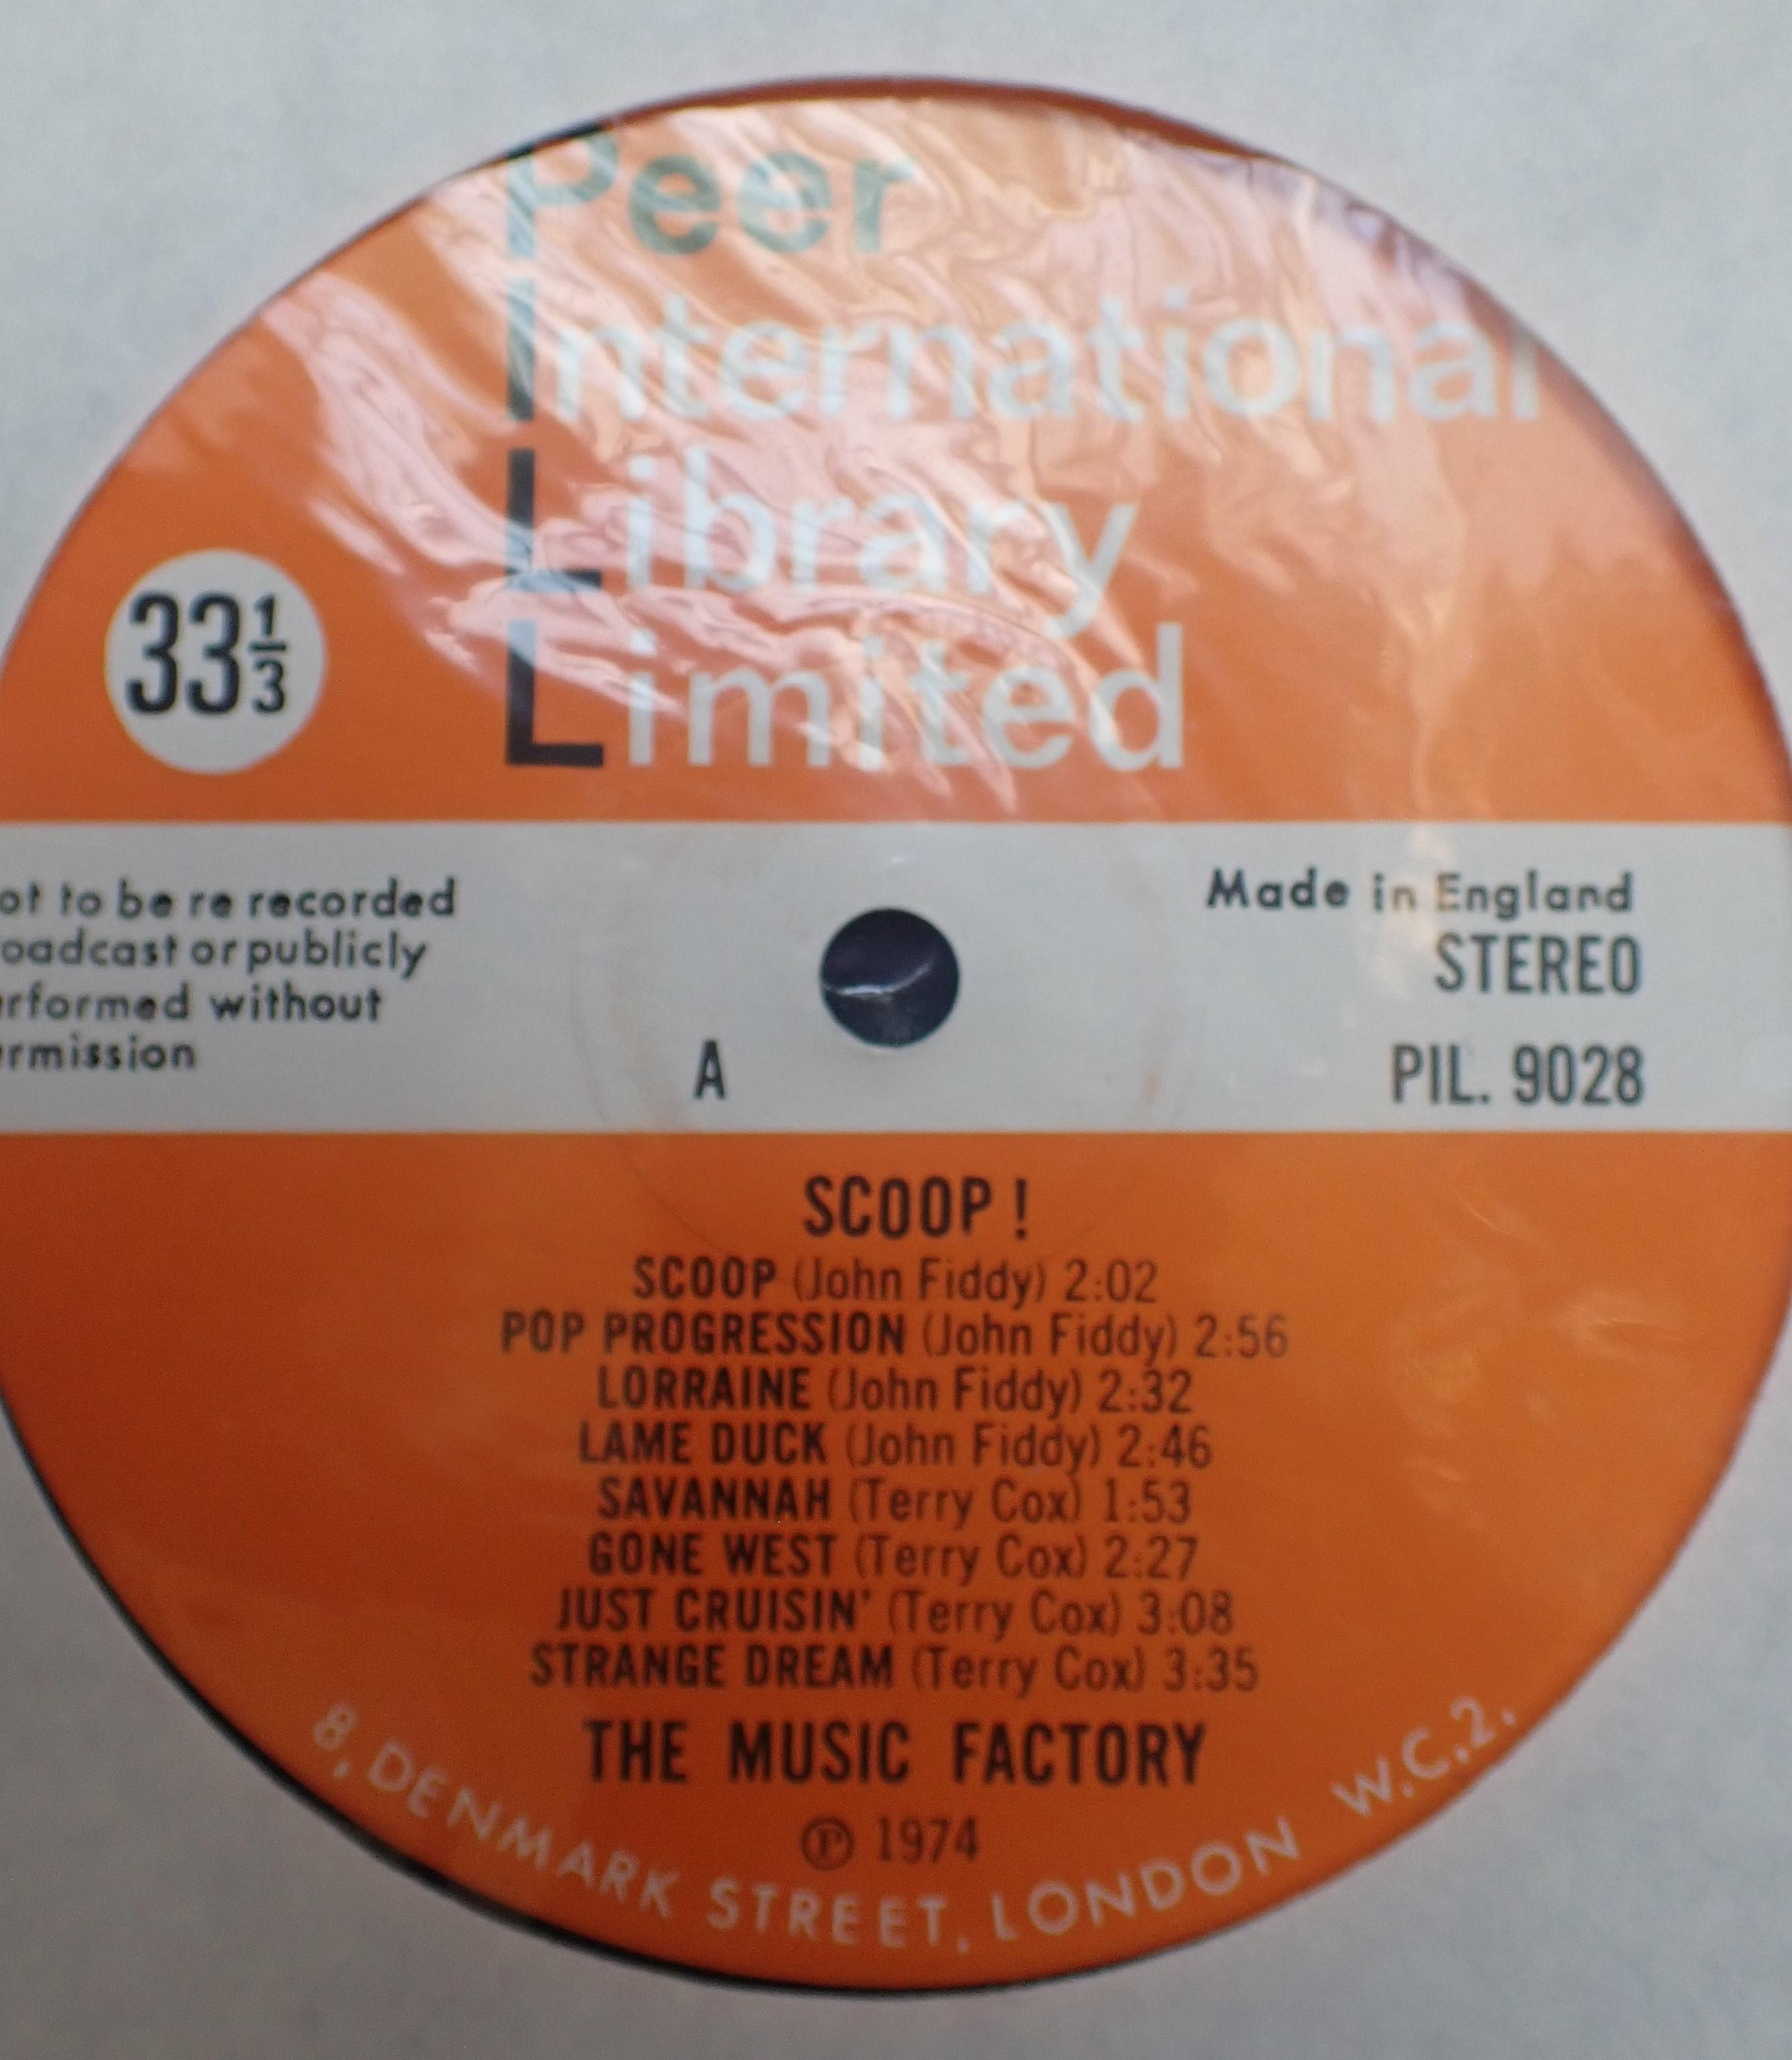 Peer
International
Library
Limited
33 1/3
ot to be re recorded
oadcast or publicly
rformed without
rmission
Made in England
STEREO
PIL. 9028
A
SCOOP !
SCOOP (John Fiddy) 2:02
POP PROGRESSION (John Fiddy) 2:56
LORRAINE (John Fiddy) 2:32
LAME DUCK (John Fiddy) 2:46
SAVANNAH (Terry Cox) 1:53
GONE WEST (Terry Cox) 2:27
JUST CRUISIN' (Terry Cox) 3:08
STRANGE DREAM (Terry Cox) 3:35
THE MUSIC FACTORY
℗ 1974
8, DENMARK STREET, LONDON W.C.2.